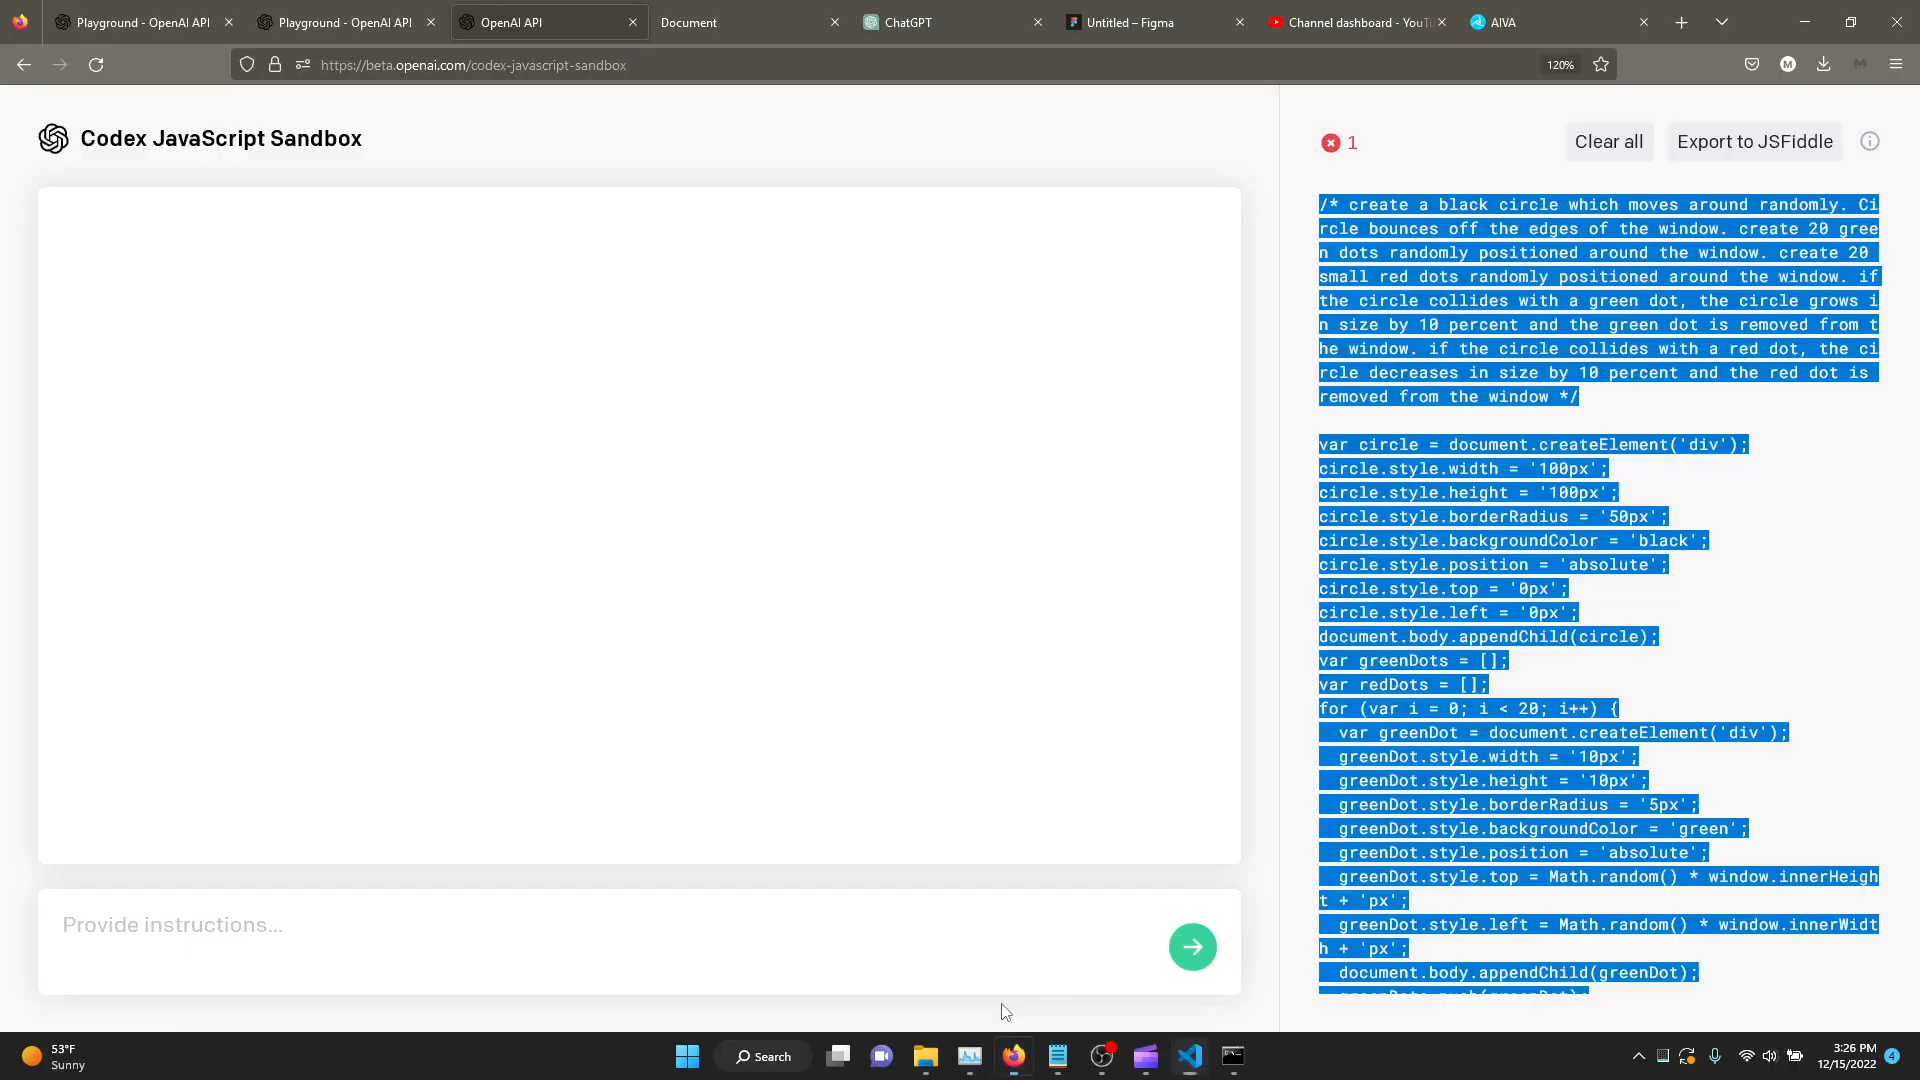 Playground - OpenAI API
Playground - OpenAI API
OpenAI API
Document
ChatGPT
Untitled – Figma
Channel dashboard - YouTu
AIVA
https://beta.openai.com/codex-javascript-sandbox
120%
M
Codex JavaScript Sandbox
1
Clear all
Export to JSFiddle
/* create a black circle which moves around randomly. Ci
rcle bounces off the edges of the window. create 20 gree
n dots randomly positioned around the window. create 20
small red dots randomly positioned around the window. if
the circle collides with a green dot, the circle grows i
n size by 10 percent and the green dot is removed from t
he window. if the circle collides with a red dot, the ci
rcle decreases in size by 10 percent and the red dot is
removed from the window */
var circle = document.createElement('div');
circle.style.width = '100px';
circle.style.height = '100px';
circle.style.borderRadius = '50px';
circle.style.backgroundColor = 'black';
circle.style.position = 'absolute';
circle.style.top = '0px';
circle.style.left = '0px';
document.body.appendChild(circle);
var greenDots = [];
var redDots = [];
for (var i = 0; i < 20; i++) {
  var greenDot = document.createElement('div');
  greenDot.style.width = '10px';
  greenDot.style.height = '10px';
  greenDot.style.borderRadius = '5px';
  greenDot.style.backgroundColor = 'green';
  greenDot.style.position = 'absolute';
  greenDot.style.top = Math.random() * window.innerHeigh
t + 'px';
  greenDot.style.left = Math.random() * window.innerWidt
h + 'px';
  document.body.appendChild(greenDot);
Provide instructions...
53°F
Sunny
Search
3:26 PM
12/15/2022
4